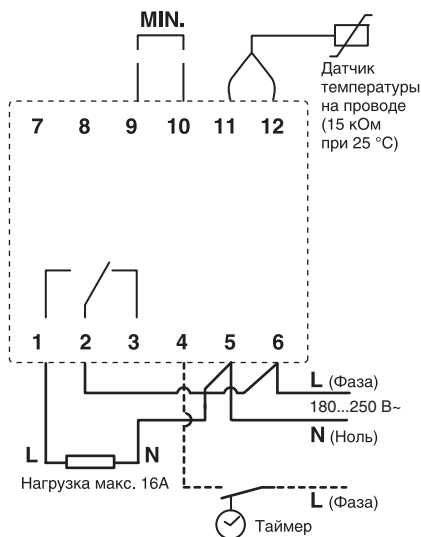 MIN.
Датчик
температуры
на проводе
(15 кОм
при 25 °C)
7 8 9 10 11 12
1 2 3 4 5 6
L (Фаза)
180...250 В~
N (Ноль)
L N
Нагрузка макс. 16А
L (Фаза)
Таймер